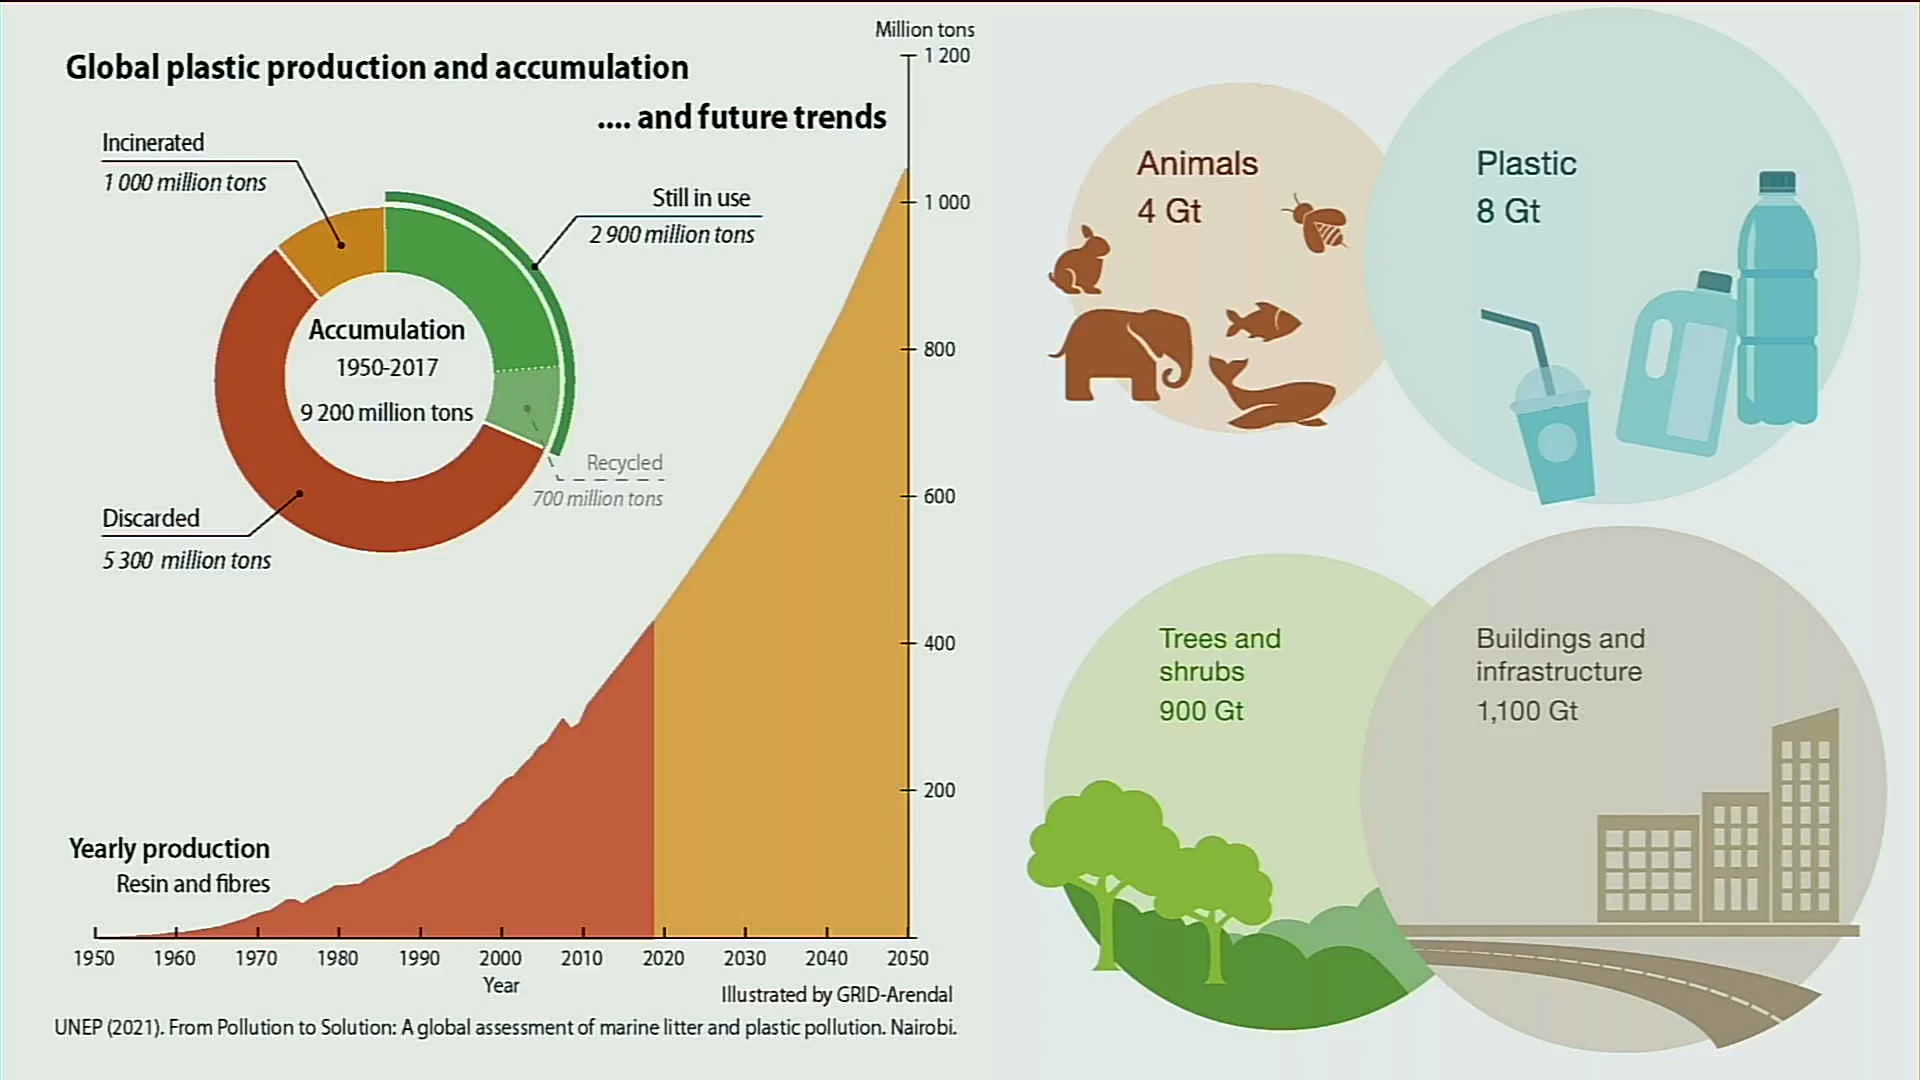 Global plastic production and accumulation
.... and future trends
Million tons
1 200
1 000
800
600
400
200
Incinerated
1 000 million tons
Still in use
2 900 million tons
Accumulation
1950-2017
9 200 million tons
Recycled
700 million tons
Discarded
5 300 million tons
Yearly production
Resin and fibres
1950 1960 1970 1980 1990 2000 2010 2020 2030 2040 2050
Year
Illustrated by GRID-Arendal
UNEP (2021). From Pollution to Solution: A global assessment of marine litter and plastic pollution. Nairobi.
Animals
4 Gt
Plastic
8 Gt
Trees and
shrubs
900 Gt
Buildings and
infrastructure
1,100 Gt